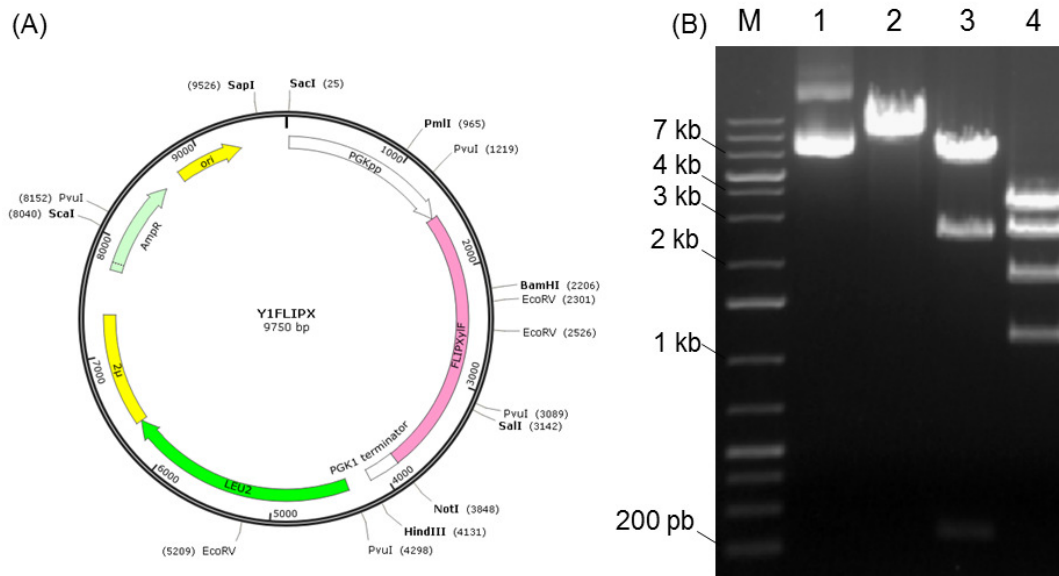 (A)
(9526) SapI
SacI (25)
PmlI (965)
PvuI (1219)
9000
ori
1000
PGKpp
(8152) PvuI
(8040) ScaI
8000
AmpR
2000
BamHI (2206)
EcoRV (2301)
EcoRV (2526)
Y1FLIPX
9750 bp
FLIPXylF
7000
2µ
3000
PvuI (3089)
SalI (3142)
PGK1 terminator
6000
LEU2
5000
4000
NotI (3848)
HindIII (4131)
PvuI (4298)
(5209) EcoRV
(B)
M 1 2 3 4
7 kb
4 kb
3 kb
2 kb
1 kb
200 pb